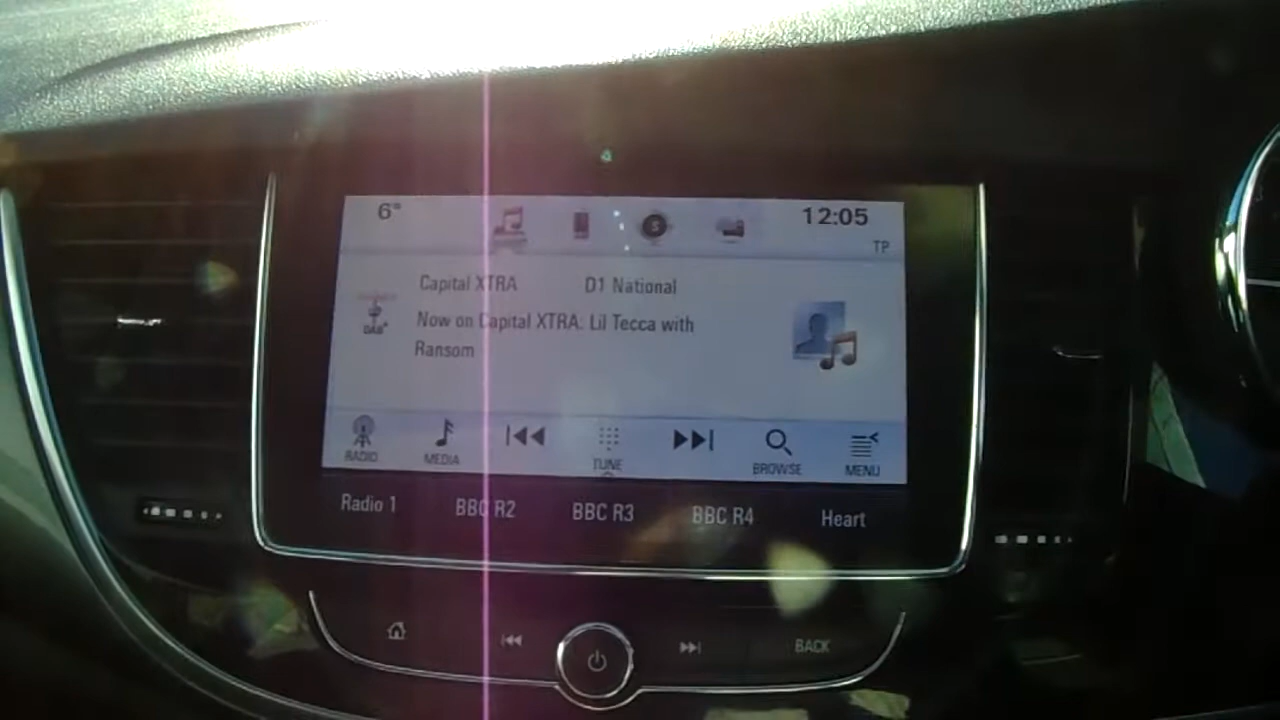 6°
12:05
TP
Capital XTRA D1 National
DAB+
Now on Capital XTRA: Lil Tecca with
Ransom
RADIO MEDIA TUNE BROWSE MENU
Radio 1 BBC R2 BBC R3 BBC R4 Heart
BACK